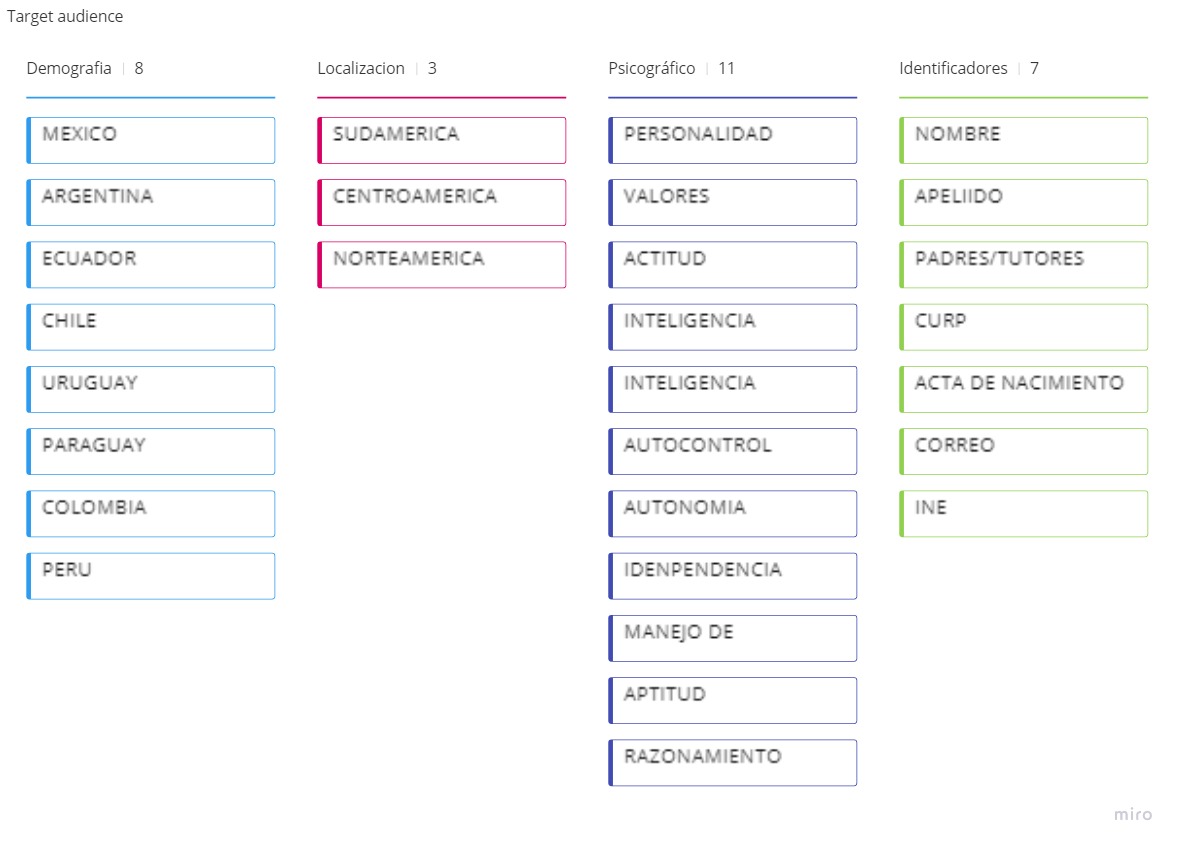 Target audience
Demografia | 8
MEXICO
ARGENTINA
ECUADOR
CHILE
URUGUAY
PARAGUAY
COLOMBIA
PERU
Localizacion | 3
SUDAMERICA
CENTROAMERICA
NORTEAMERICA
Psicográfico | 11
PERSONALIDAD
VALORES
ACTITUD
INTELIGENCIA
INTELIGENCIA
AUTOCONTROL
AUTONOMIA
IDENPENDENCIA
MANEJO DE
APTITUD
RAZONAMIENTO
Identificadores | 7
NOMBRE
APELIIDO
PADRES/TUTORES
CURP
ACTA DE NACIMIENTO
CORREO
INE
miro